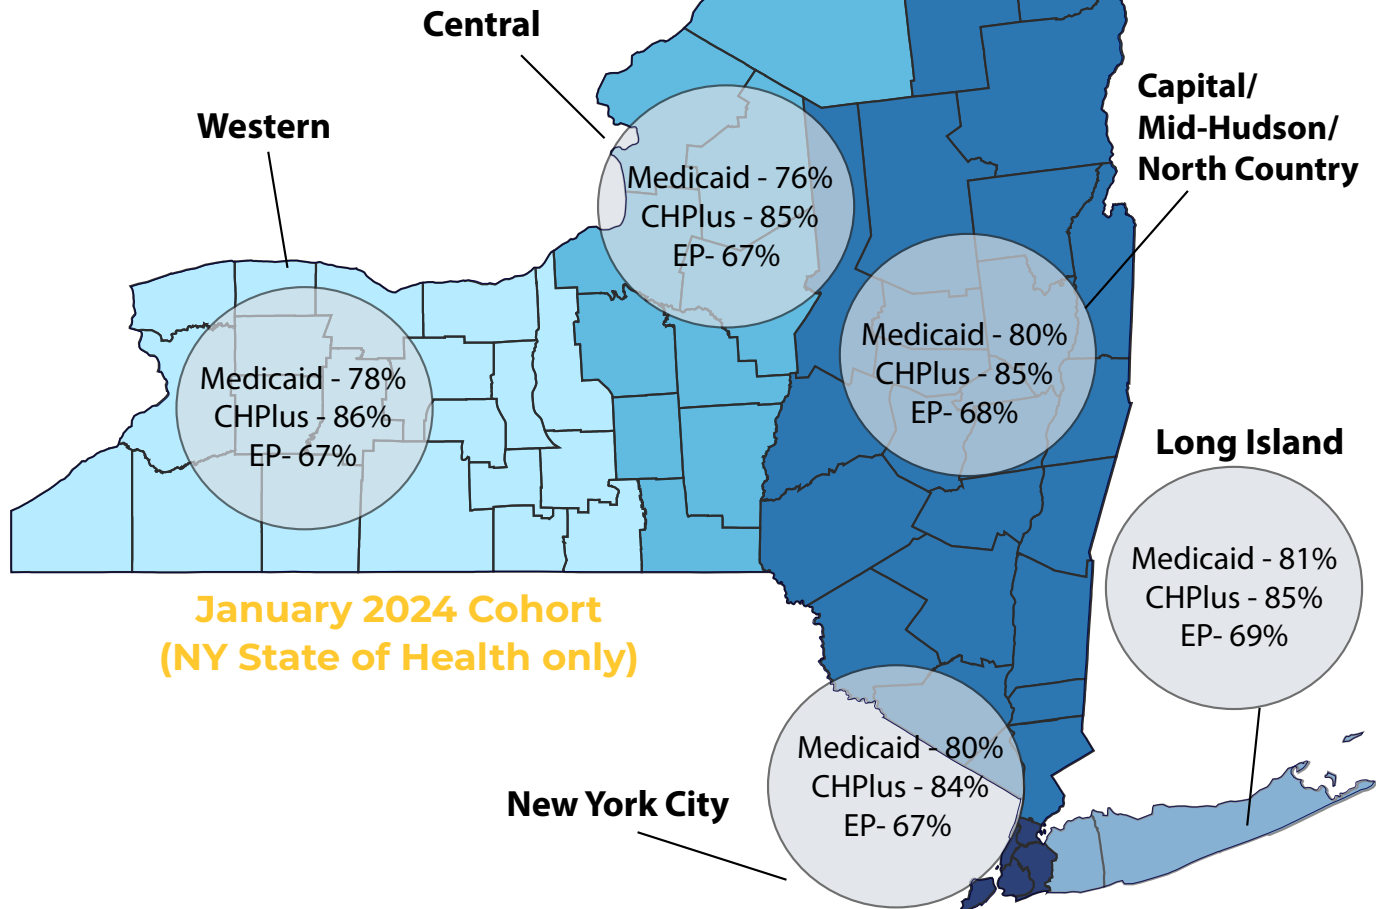 Central
Medicaid - 76%
CHPlus - 85%
EP- 67%
Western
Medicaid - 78%
CHPlus - 86%
EP- 67%
Capital/
Mid-Hudson/
North Country
Medicaid - 80%
CHPlus - 85%
EP- 68%
Long Island
Medicaid - 81%
CHPlus - 85%
EP- 69%
January 2024 Cohort
(NY State of Health only)
New York City
Medicaid - 80%
CHPlus - 84%
EP- 67%